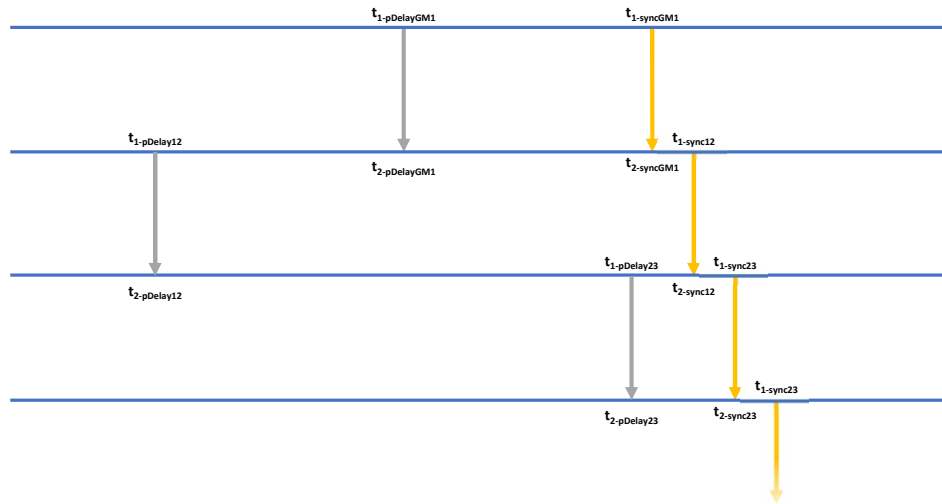 t1-pDelayGM1 t1-syncGM1
t1-pDelay12 t1-sync12
t2-pDelayGM1 t2-syncGM1
t1-pDelay23 t1-sync23
t2-pDelay12 t2-sync12
t1-sync23
t2-pDelay23 t2-sync23